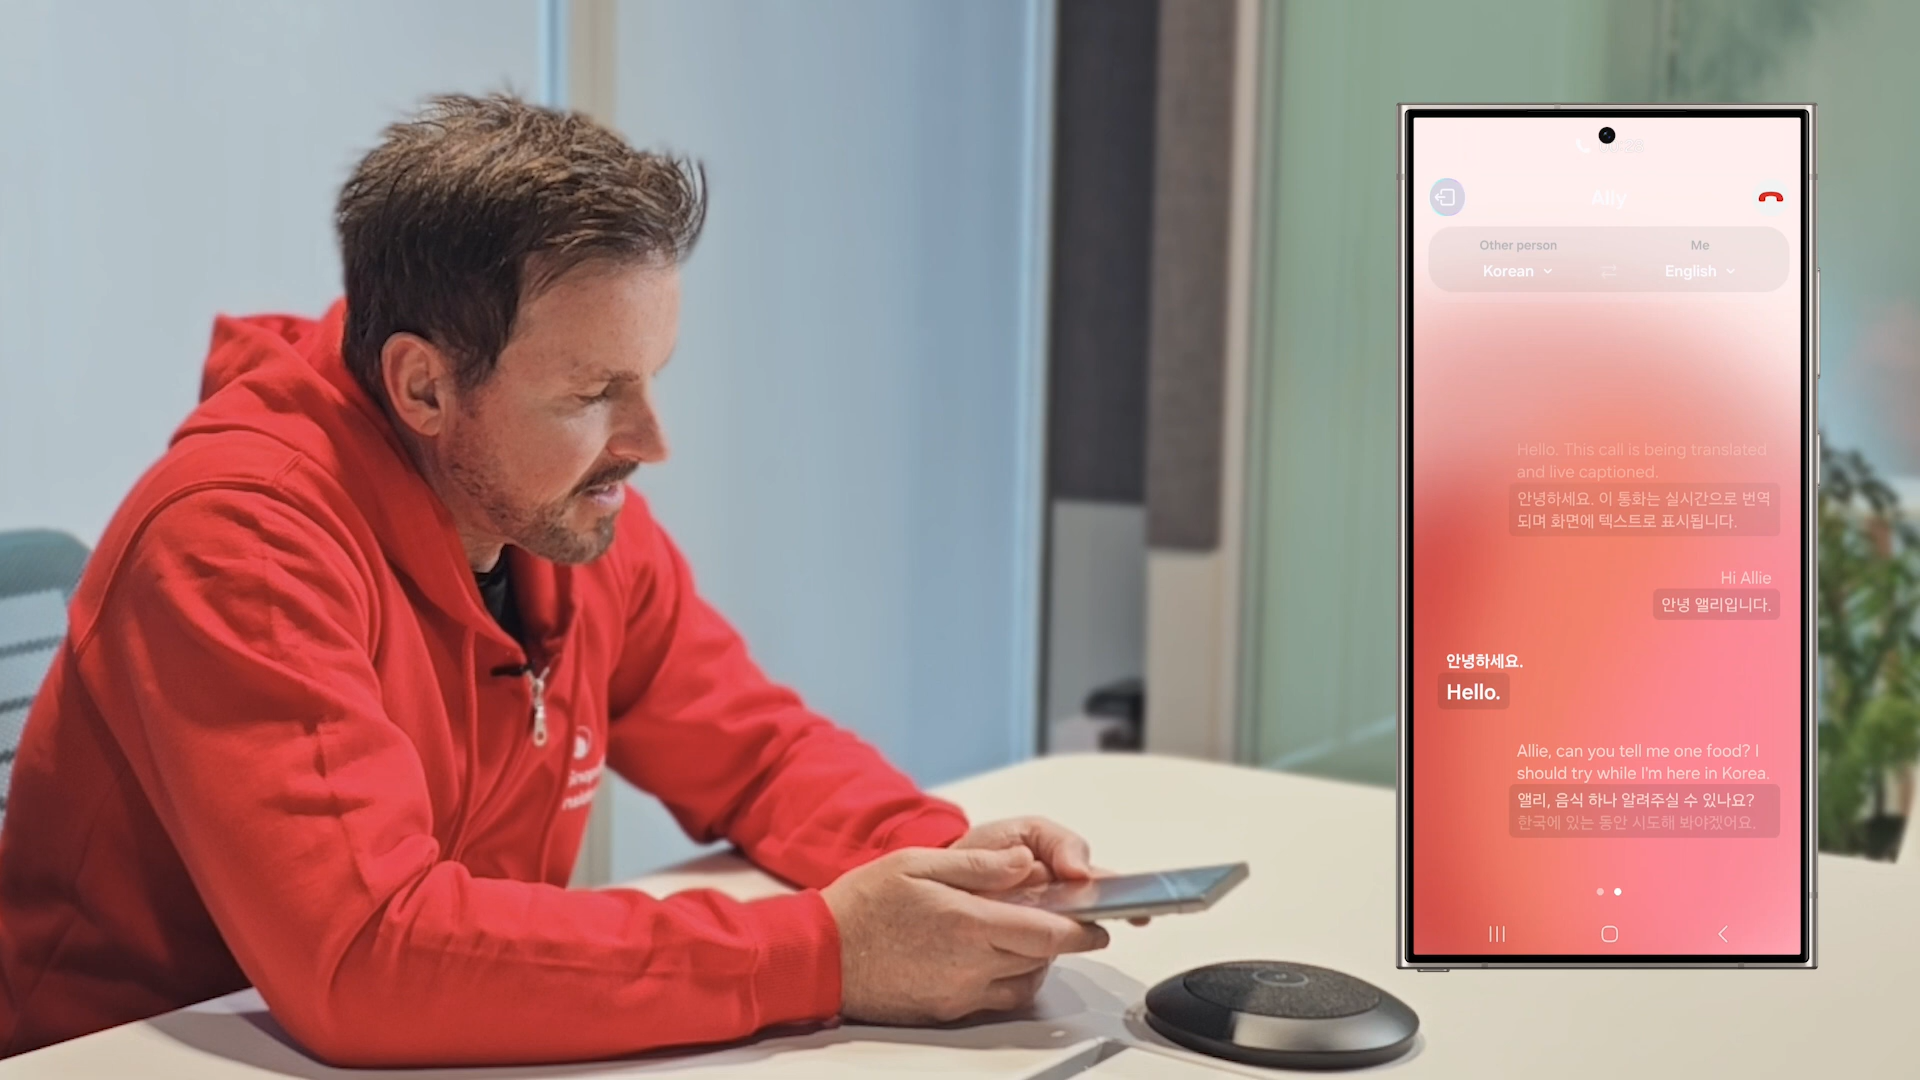 Ally
Other person
Me
Korean
English
Hello. This call is being translated
and live captioned.
안녕하세요. 이 통화는 실시간으로 번역
되며 화면에 텍스트로 표시됩니다.
Hi Allie
안녕 앨리입니다.
안녕하세요.
Hello.
Allie, can you tell me one food? I
should try while I'm here in Korea.
앨리, 음식 하나 알려주실 수 있나요?
한국에 있는 동안 시도해 봐야겠어요.